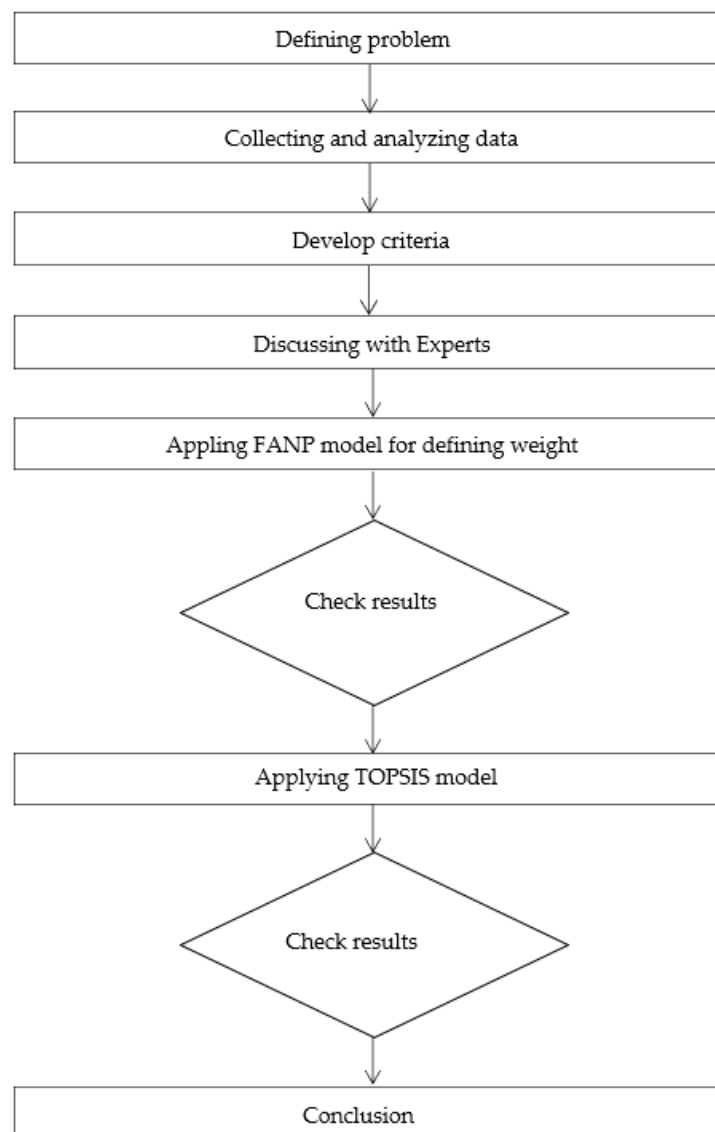 Defining problem
Collecting and analyzing data
Develop criteria
Discussing with Experts
Appling FANP model for defining weight
Check results
Applying TOPSIS model
Check results
Conclusion